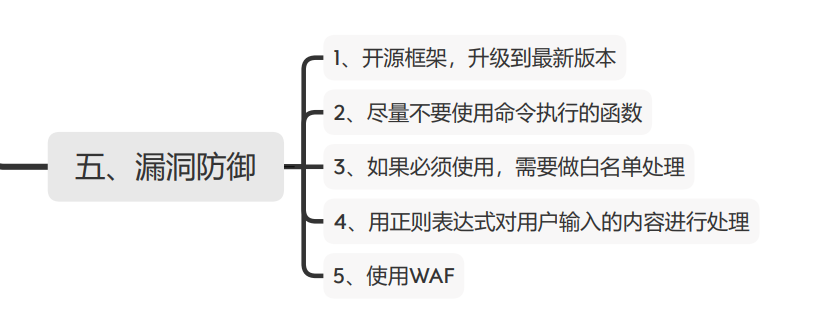 五、漏洞防御
1、开源框架，升级到最新版本
2、尽量不要使用命令执行的函数
3、如果必须使用，需要做白名单处理
4、用正则表达式对用户输入的内容进行处理
5、使用WAF